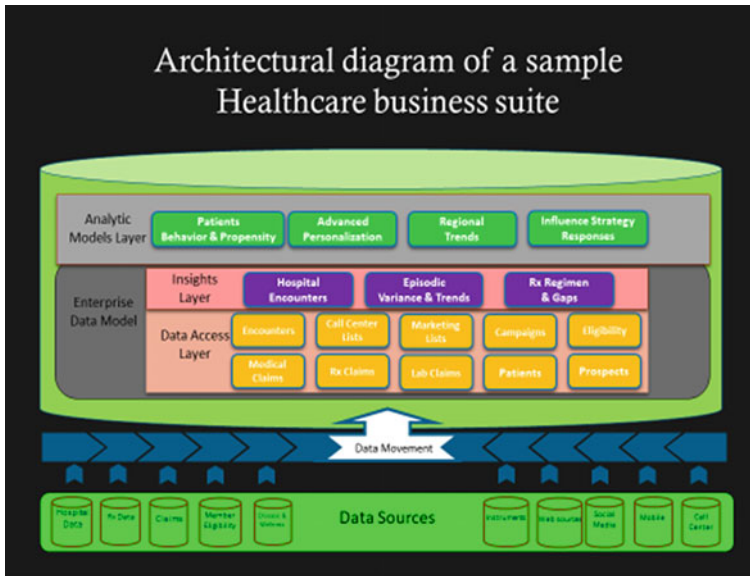 Architectural diagram of a sample
Healthcare business suite
Analytic
Models Layer
Patients
Behavior & Propensity
Advanced
Personalization
Regional
Trends
Influence Strategy
Responses
Enterprise
Data Model
Insights
Layer
Hospital
Encounters
Episodic
Variance & Trends
Rx Regimen
& Gaps
Data Access
Layer
Encounters
Call Center
Lists
Marketing
Lists
Campaigns
Eligibility
Medical
Claims
Rx Claims
Lab Claims
Patients
Prospects
Data Movement
Hospital
Data
Rx Data
Claims
Member
Eligibility
Data Sources
Instruments
Web sources
Social
Media
Mobile
Call
Center